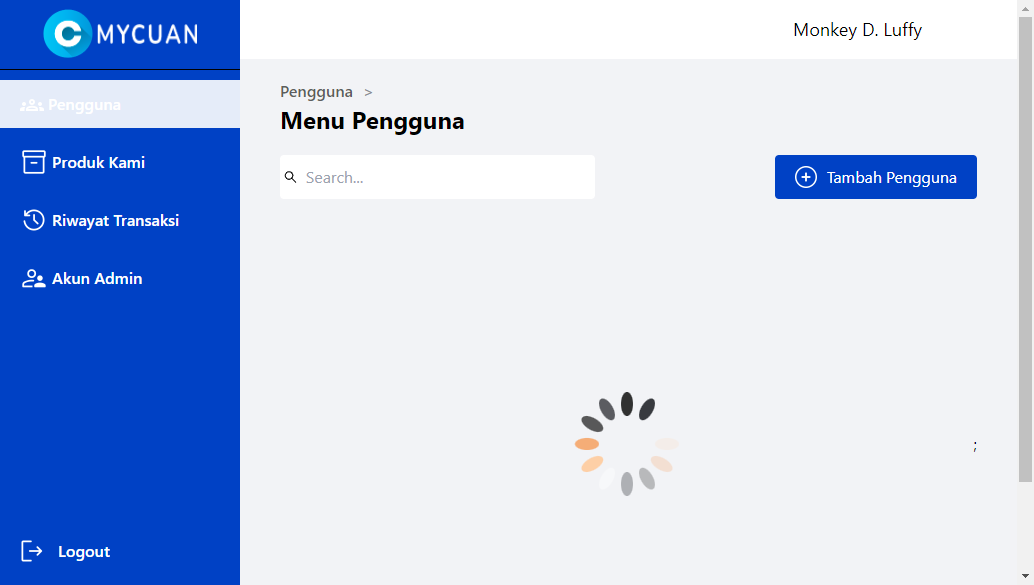 MYCUAN
Monkey D. Luffy
Pengguna
Produk Kami
Riwayat Transaksi
Akun Admin
Logout
Pengguna >
Menu Pengguna
Search...
Tambah Pengguna
;